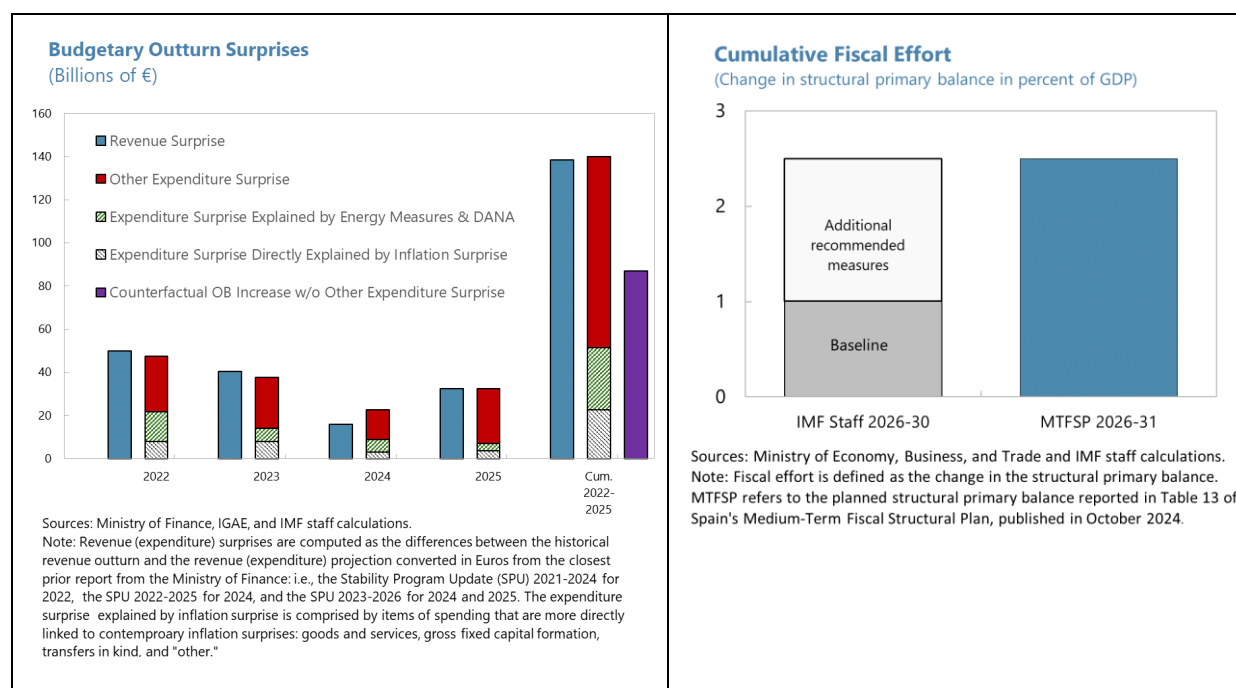 Budgetary Outturn Surprises
(Billions of €)
160
140
120
100
80
60
40
20
0
Revenue Surprise
Other Expenditure Surprise
Expenditure Surprise Explained by Energy Measures & DANA
Expenditure Surprise Directly Explained by Inflation Surprise
Counterfactual OB Increase w/o Other Expenditure Surprise
2022
2023
2024
2025
Cum.
2022-
2025
Sources: Ministry of Finance, IGAE, and IMF staff calculations.
Note: Revenue (expenditure) surprises are computed as the differences between the historical
revenue outturn and the revenue (expenditure) projection converted in Euros from the closest
prior report from the Ministry of Finance: i.e., the Stability Program Update (SPU) 2021-2024 for
2022,  the SPU 2022-2025 for 2024, and the SPU 2023-2026 for 2024 and 2025. The expenditure
surprise  explained by inflation surprise is comprised by items of spending that are more directly
linked to contemproary inflation surprises: goods and services, gross fixed capital formation,
transfers in kind, and "other."
Cumulative Fiscal Effort
(Change in structural primary balance in percent of GDP)
3
2
1
0
Additional
recommended
measures
Baseline
IMF Staff 2026-30
MTFSP 2026-31
Sources: Ministry of Economy, Business, and Trade and IMF staff calculations.
Note: Fiscal effort is defined as the change in the structural primary balance.
MTFSP refers to the planned structural primary balance reported in Table 13 of
Spain's Medium-Term Fiscal Structural Plan, published in October 2024.